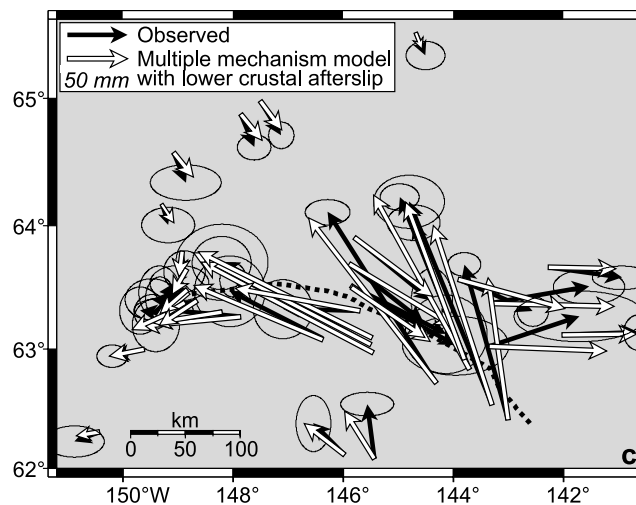 Observed
Multiple mechanism model
50 mm with lower crustal afterslip
65°
64°
63°
62°
km
0 50 100
c
150°W 148° 146° 144° 142°